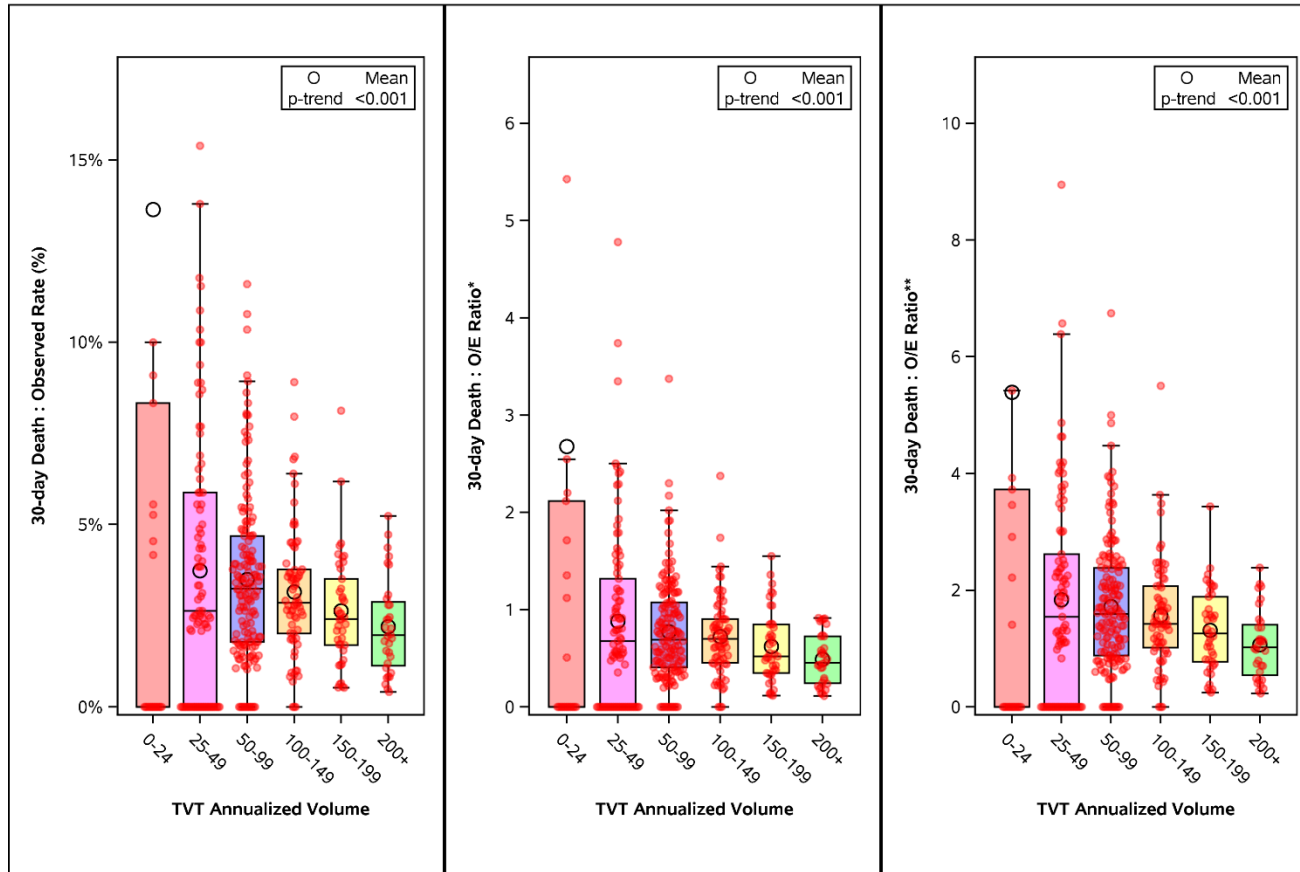 Mean
p-trend <0.001
15%
10%
5%
0%
30-day Death : Observed Rate (%)
0-24
25-49
50-99
100-149
150-199
200+
TVT Annualized Volume
Mean
p-trend <0.001
6
5
4
3
2
1
0
30-day Death : O/E Ratio*
0-24
25-49
50-99
100-149
150-199
200+
TVT Annualized Volume
Mean
p-trend <0.001
10
8
6
4
2
0
30-day Death : O/E Ratio**
0-24
25-49
50-99
100-149
150-199
200+
TVT Annualized Volume